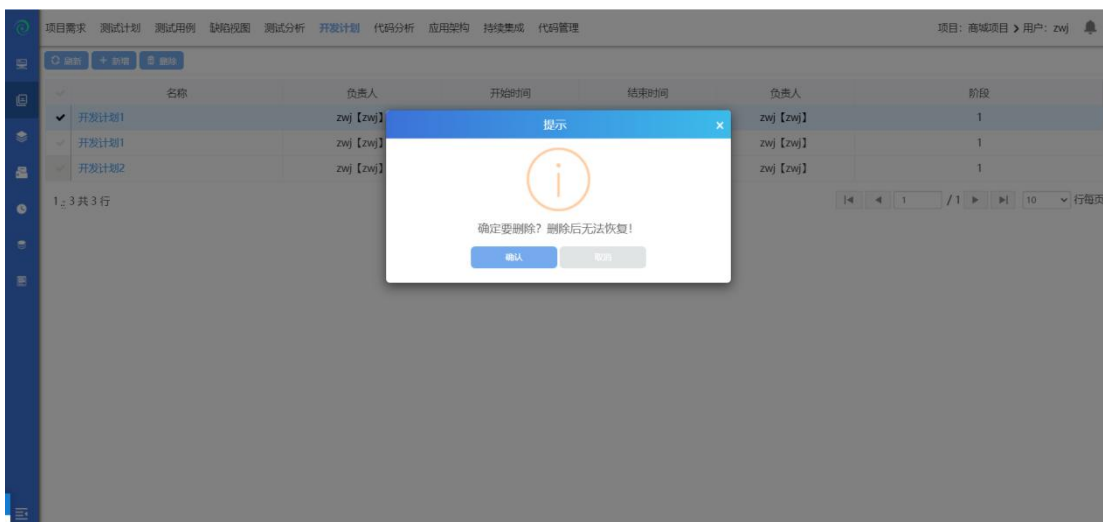 项目需求 测试计划 测试用例 缺陷视图 测试分析 开发计划 代码分析 应用架构 持续集成 代码管理 项目：商城项目 > 用户：zwj
刷新 + 新增 删除
名称 负责人 开始时间 结束时间 负责人 阶段
开发计划1 zwj【zwj】 zwj【zwj】 1
开发计划1 zwj【zwj】 zwj【zwj】 1
开发计划2 zwj【zwj】 zwj【zwj】 1
1 - 3 共 3 行 1 / 1 10 行每页
提示 ×
确定要删除？删除后无法恢复！
确认 取消